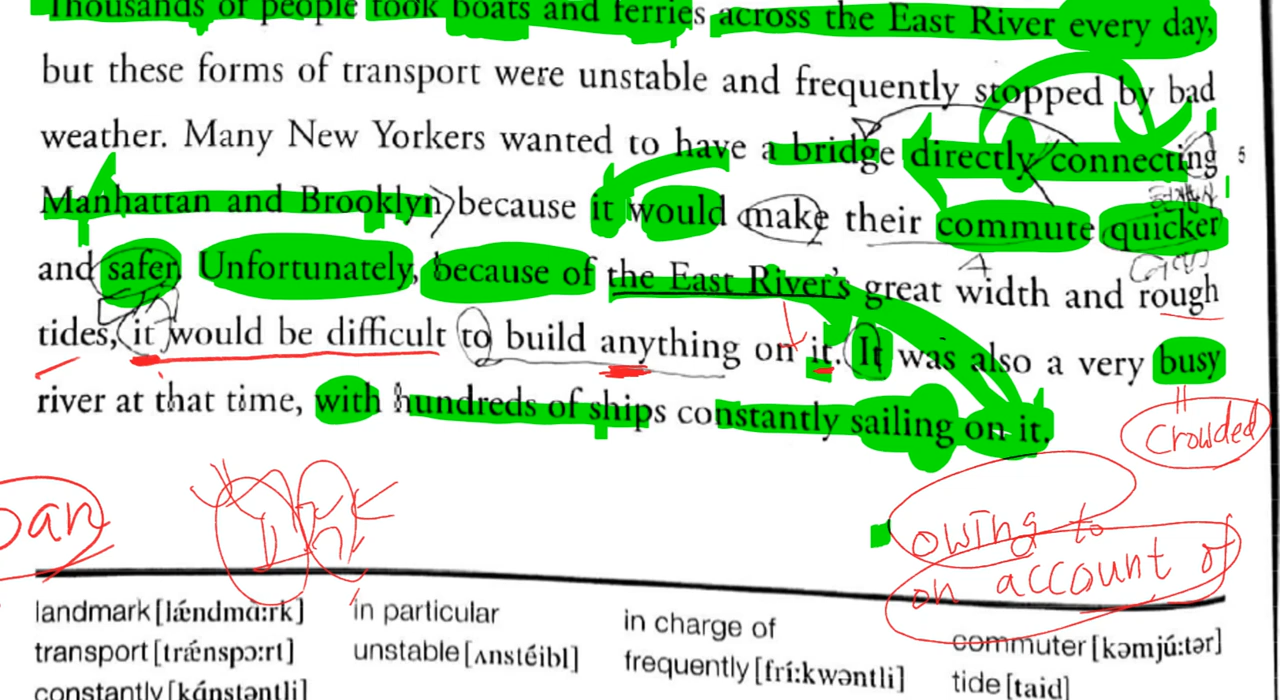 Thousands of people took boats and ferries across the East River every day,
but these forms of transport were unstable and frequently stopped by bad
weather. Many New Yorkers wanted to have a bridge directly connecting
5
Manhattan and Brooklyn because it would make their commute quicker
and safer. Unfortunately, because of the East River's great width and rough
tides, it would be difficult to build anything on it. It was also a very busy
river at that time, with hundreds of ships constantly sailing on it.
crowded
owing to
on account of
landmark [lǽndmɑ:rk]
in particular
in charge of
commuter [kəmjú:tər]
transport [trǽnspɔ:rt]
unstable [ʌnstéibl]
frequently [frí:kwəntli]
tide [taid]
constantly [kánstəntli]